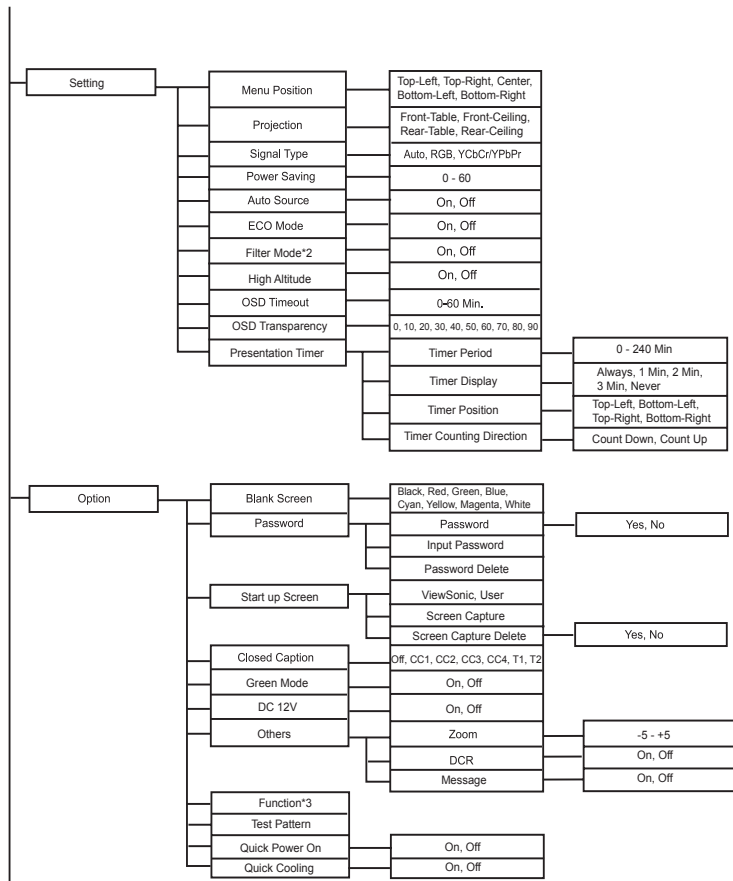 Setting
Menu Position
Top-Left, Top-Right, Center,
Bottom-Left, Bottom-Right
Projection
Front-Table, Front-Ceiling,
Rear-Table, Rear-Ceiling
Signal Type
Auto, RGB, YCbCr/YPbPr
Power Saving
0 - 60
Auto Source
On, Off
ECO Mode
On, Off
Filter Mode*2
On, Off
High Altitude
On, Off
OSD Timeout
0-60 Min.
OSD Transparency
0, 10, 20, 30, 40, 50, 60, 70, 80, 90
Presentation Timer
Timer Period
0 - 240 Min
Timer Display
Always, 1 Min, 2 Min,
3 Min, Never
Timer Position
Top-Left, Bottom-Left,
Top-Right, Bottom-Right
Timer Counting Direction
Count Down, Count Up
Option
Blank Screen
Black, Red, Green, Blue,
Cyan, Yellow, Magenta, White
Password
Password
Yes, No
Input Password
Password Delete
Start up Screen
ViewSonic, User
Screen Capture
Screen Capture Delete
Yes, No
Closed Caption
Off, CC1, CC2, CC3, CC4, T1, T2
Green Mode
On, Off
DC 12V
On, Off
Others
Zoom
-5 - +5
DCR
On, Off
Message
On, Off
Function*3
Test Pattern
Quick Power On
On, Off
Quick Cooling
On, Off